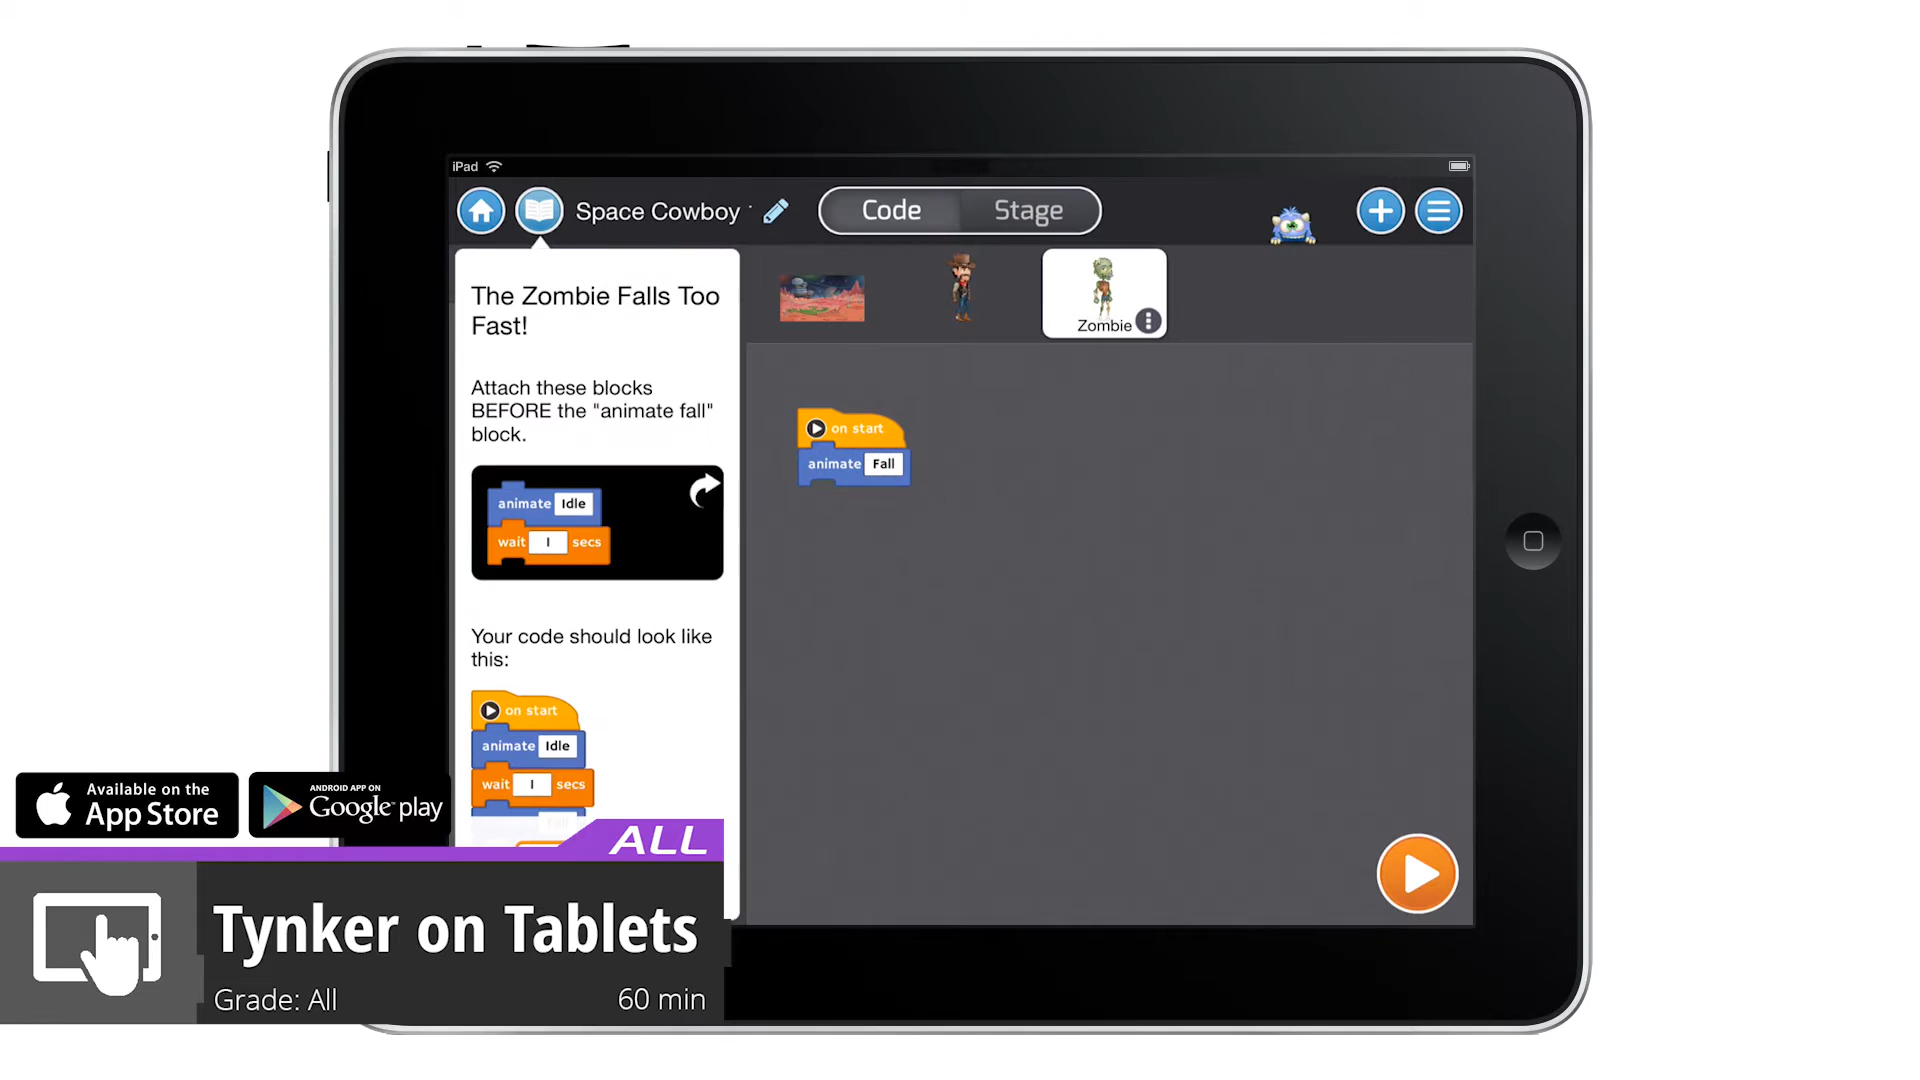 iPad
Space Cowboy
Code
Stage
The Zombie Falls Too
Fast!
Attach these blocks
BEFORE the "animate fall"
block.
animate Idle
wait 1 secs
Your code should look like
this:
on start
animate Idle
wait 1 secs
Zombie
on start
animate Fall
Available on the
App Store
ANDROID APP ON
Google play
ALL
Tynker on Tablets
Grade: All
60 min